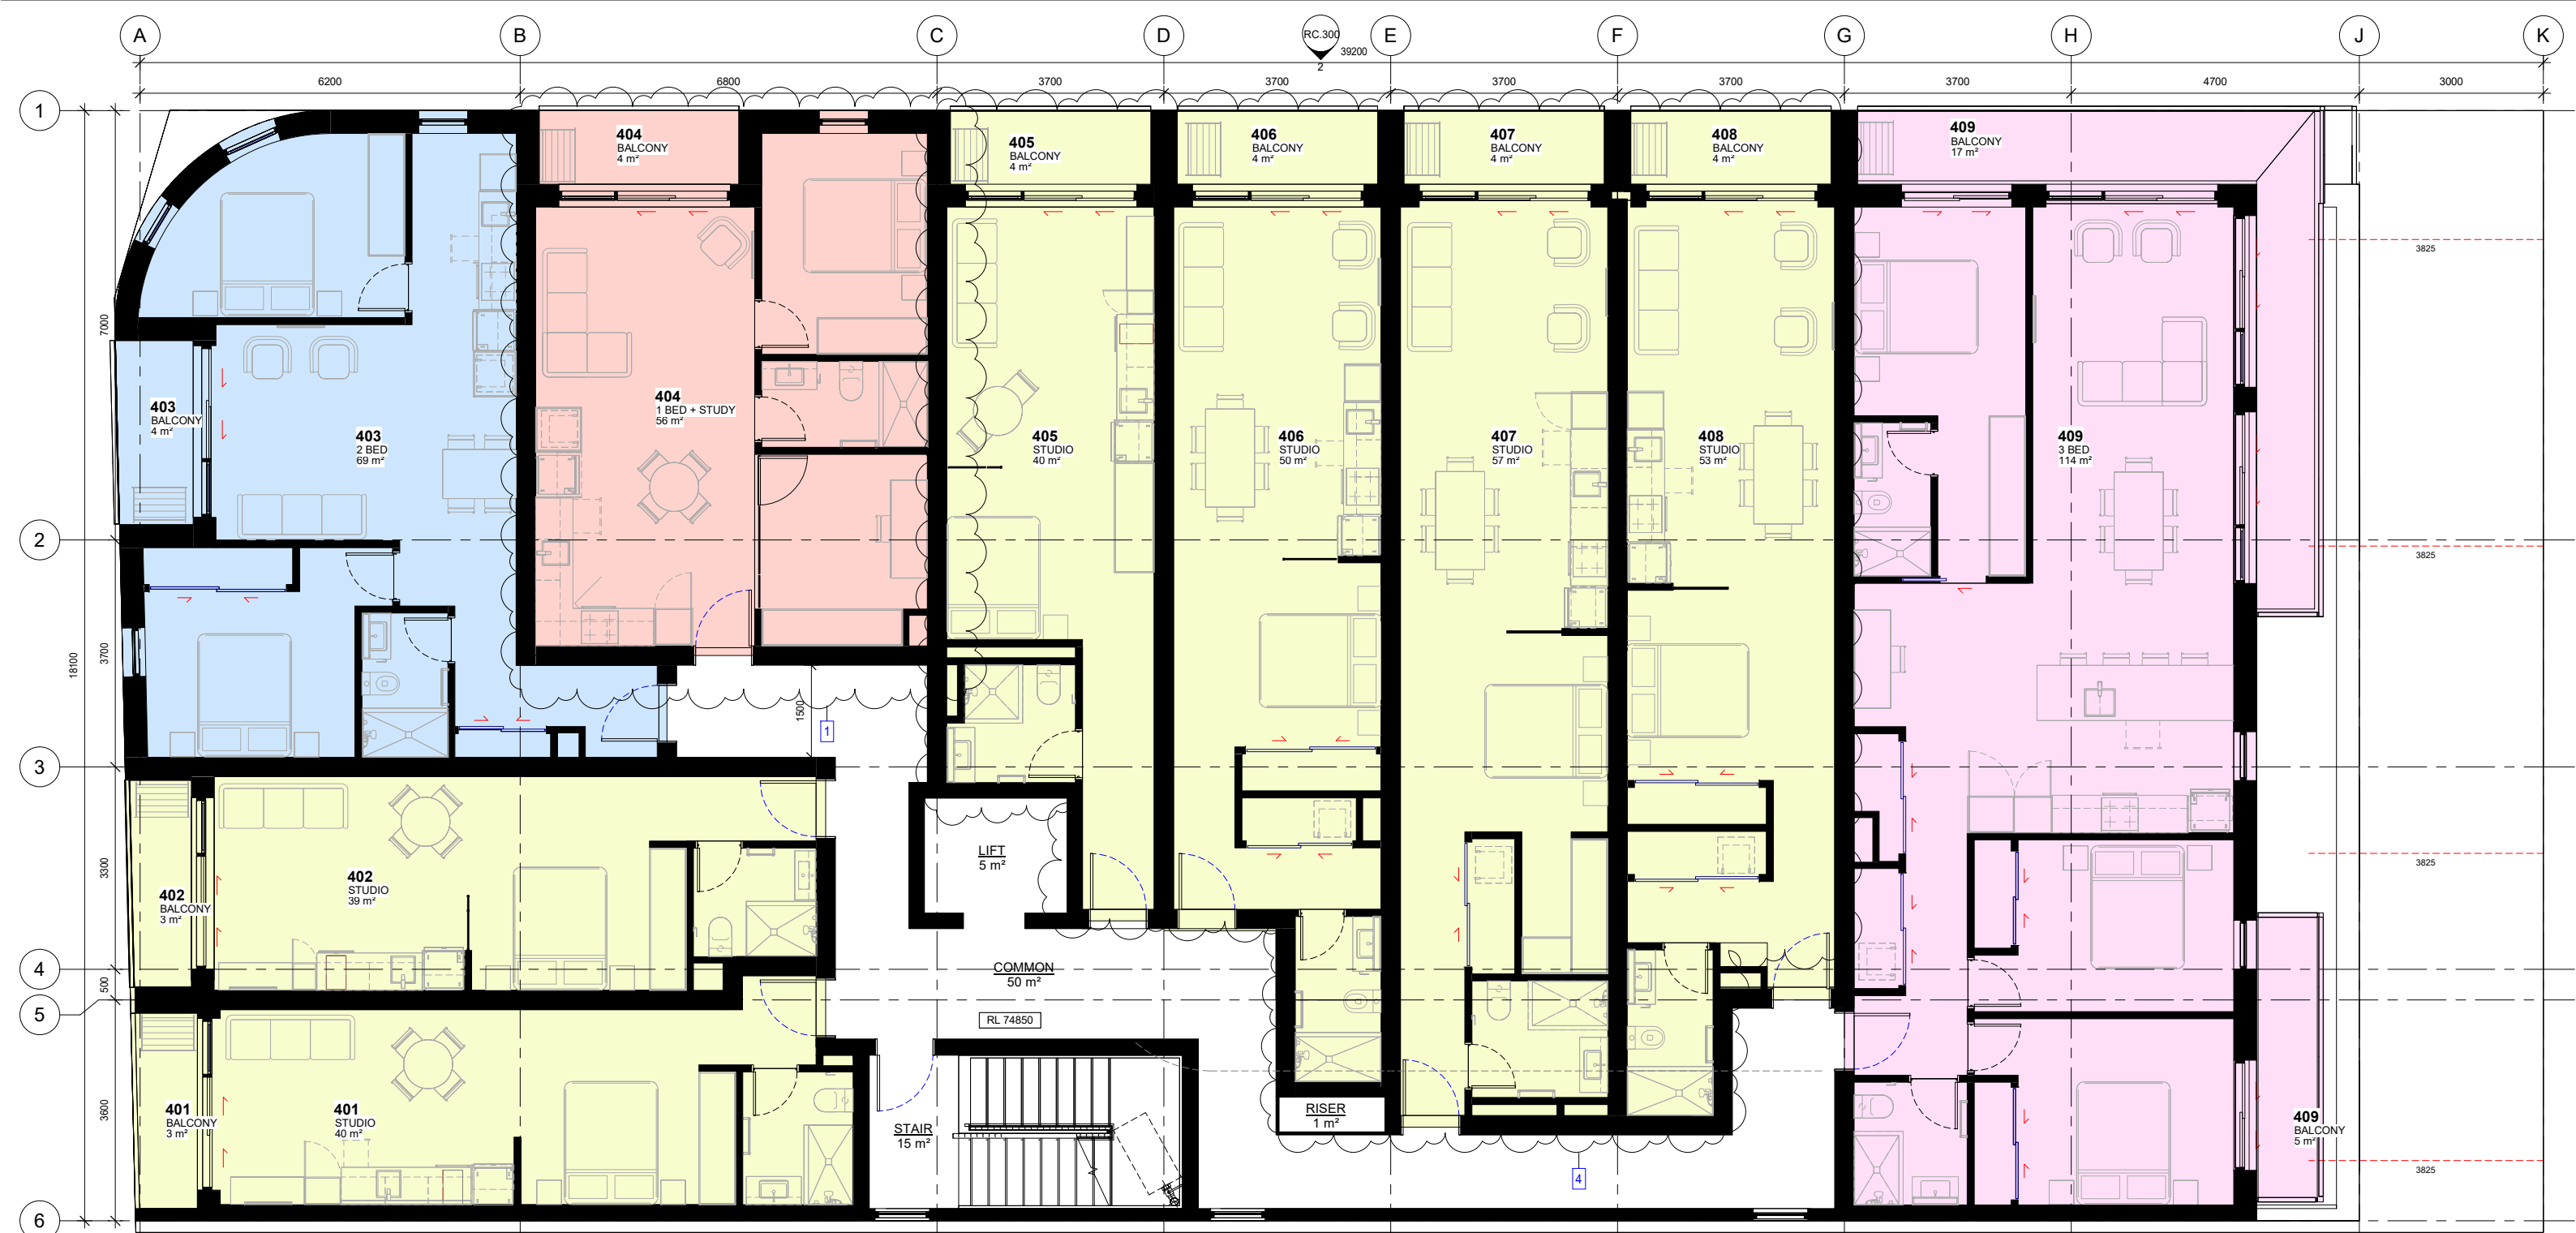 A
B
C
D
RC.300
2
E
F
G
H
J
K
39200
6200
6800
3700
3700
3700
3700
3700
4700
3000
1
2
3
4
5
6
7000
3700
18100
3300
500
3600
404
BALCONY
4 m²
405
BALCONY
4 m²
406
BALCONY
4 m²
407
BALCONY
4 m²
408
BALCONY
4 m²
409
BALCONY
17 m²
3825
403
BALCONY
4 m²
403
2 BED
69 m²
404
1 BED + STUDY
56 m²
405
STUDIO
40 m²
406
STUDIO
50 m²
407
STUDIO
57 m²
408
STUDIO
53 m²
409
3 BED
114 m²
3825
1500
1
402
BALCONY
3 m²
402
STUDIO
39 m²
LIFT
5 m²
3825
COMMON
50 m²
RL 74850
401
BALCONY
3 m²
401
STUDIO
40 m²
STAIR
15 m²
RISER
1 m²
4
409
BALCONY
5 m²
3825